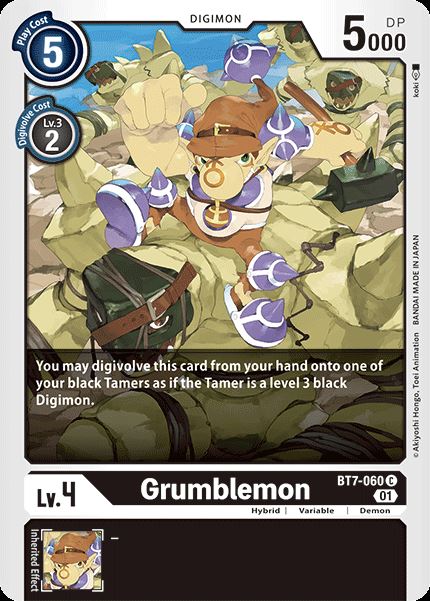 DIGIMON
Play Cost
5
DP
5000
Digivolve Cost
Lv.3
2
koki
© Akiyoshi Hongo, Toei Animation BANDAI MADE IN JAPAN
You may digivolve this card from your hand onto one of
your black Tamers as if the Tamer is a level 3 black
Digimon.
Lv.4
Grumblemon
BT7-060 C
01
Hybrid | Variable | Demon
Inherited Effect
–